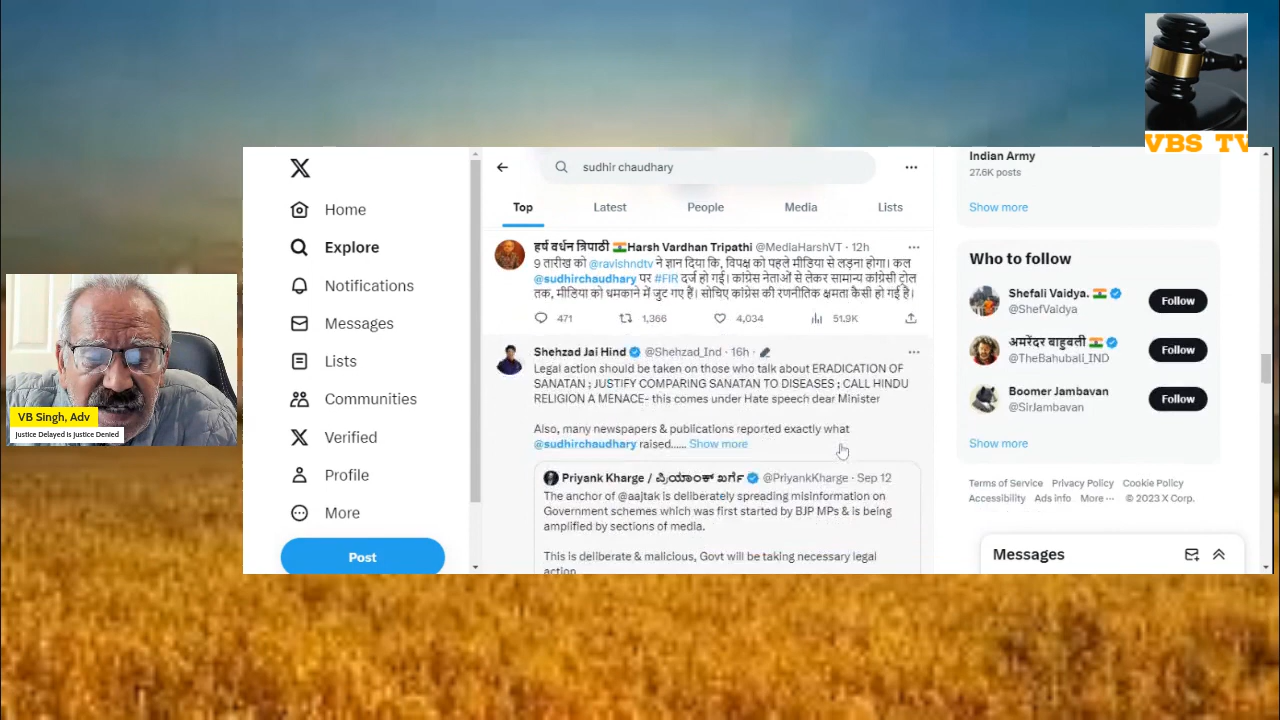 VBS TV
sudhir chaudhary
Home
Explore
Notifications
Messages
Lists
Communities
Verified
Profile
More
Post
Top
Latest
People
Media
Lists
हर्ष वर्धन त्रिपाठी 🇮🇳Harsh Vardhan Tripathi @MediaHarshVT · 12h
9 तारीख को @ravishndtv ने ज्ञान दिया कि, विपक्ष को पहले मीडिया से लड़ना होगा। कल
@sudhirchaudhary पर #FIR दर्ज हो गई। कांग्रेस नेताओं से लेकर सामान्य कांग्रेसी ट्रोल
तक, मीडिया को धमकाने में जुट गए हैं। सोचिए कांग्रेस की रणनीतिक क्षमता कैसी हो गई है।
471
1,366
4,034
51.9K
Shehzad Jai Hind @Shehzad_Ind · 16h
Legal action should be taken on those who talk about ERADICATION OF
SANATAN ; JUSTIFY COMPARING SANATAN TO DISEASES ; CALL HINDU
RELIGION A MENACE- this comes under Hate speech dear Minister
Also, many newspapers & publications reported exactly what
@sudhirchaudhary raised...... Show more
Priyank Kharge / ಪ್ರಿಯಾಂಕ್ ಖರ್ಗೆ @PriyankKharge · Sep 12
The anchor of @aajtak is deliberately spreading misinformation on
Government schemes which was first started by BJP MPs & is being
amplified by sections of media.
This is deliberate & malicious, Govt will be taking necessary legal
action.
Indian Army
27.6K posts
Show more
Who to follow
Shefali Vaidya. 🇮🇳
@ShefVaidya
Follow
अमरेंदर बाहुबली 🇮🇳
@TheBahubali_IND
Follow
Boomer Jambavan
@SirJambavan
Follow
Show more
Terms of Service Privacy Policy Cookie Policy
Accessibility Ads info More ··· © 2023 X Corp.
Messages
VB Singh, Adv
Justice Delayed is Justice Denied